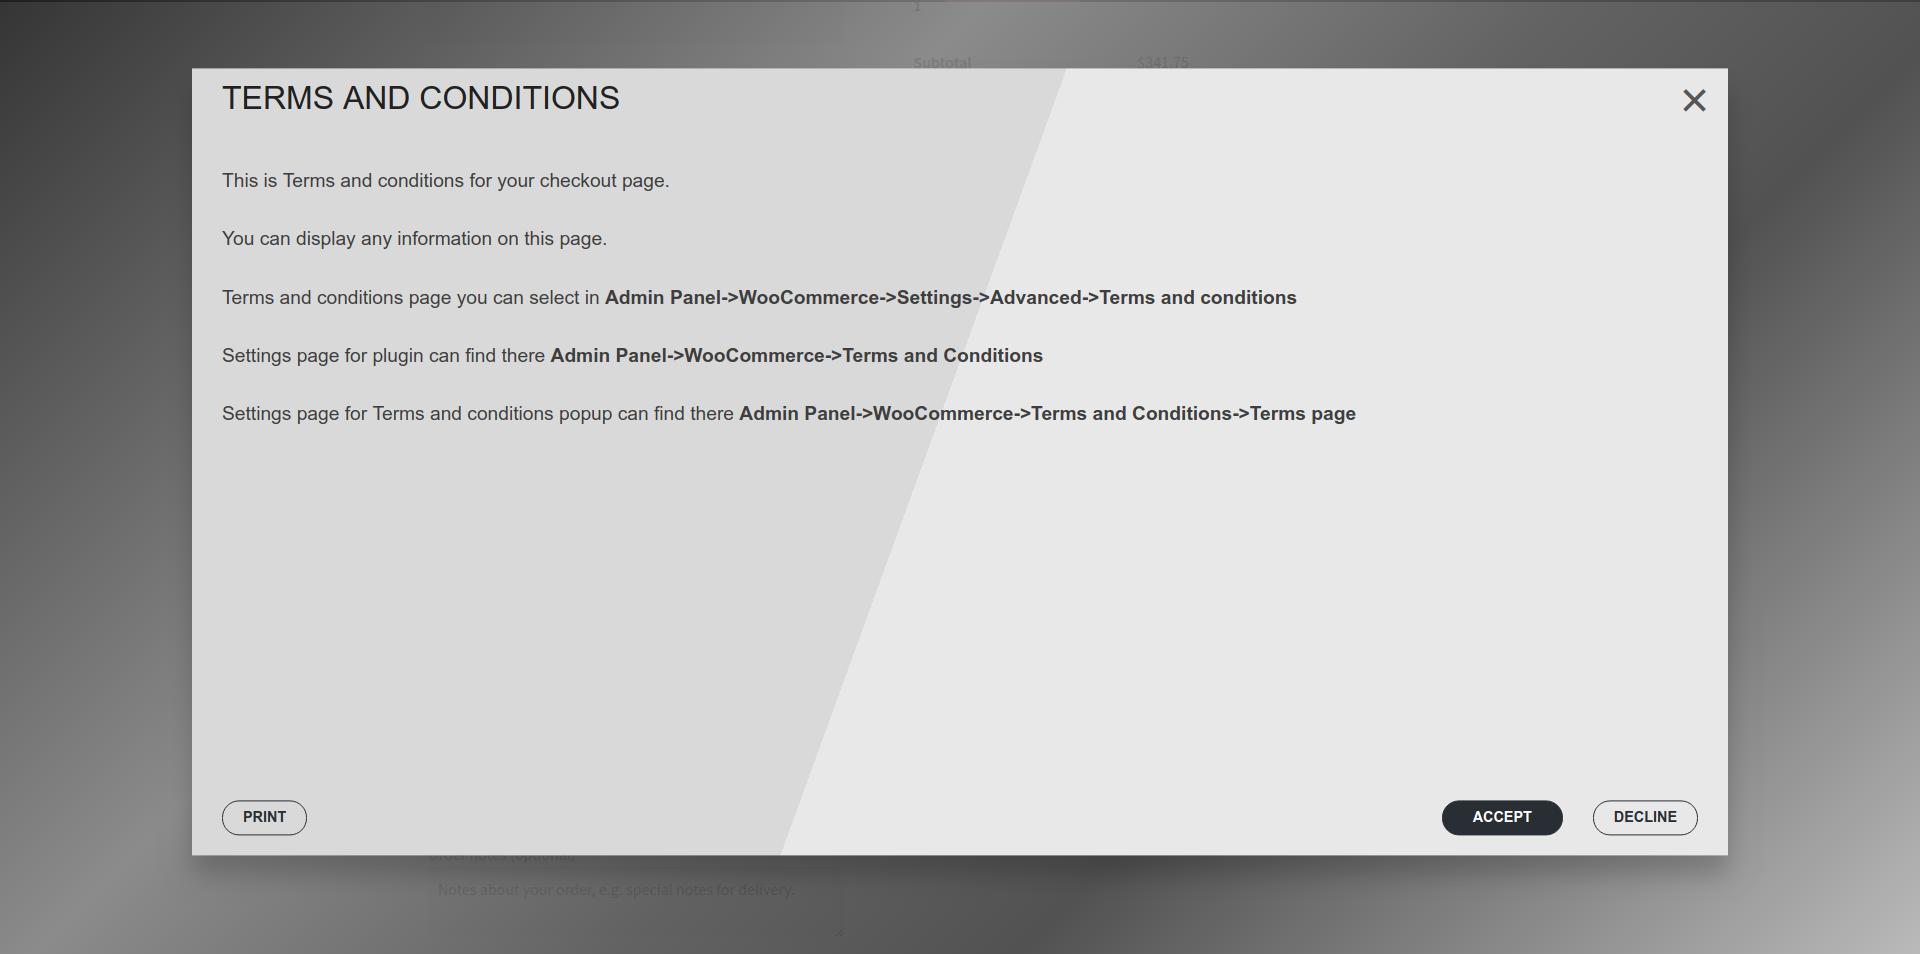 1
Subtotal $341.75
TERMS AND CONDITIONS
This is Terms and conditions for your checkout page.
You can display any information on this page.
Terms and conditions page you can select in Admin Panel->WooCommerce->Settings->Advanced->Terms and conditions
Settings page for plugin can find there Admin Panel->WooCommerce->Terms and Conditions
Settings page for Terms and conditions popup can find there Admin Panel->WooCommerce->Terms and Conditions->Terms page
PRINT ACCEPT DECLINE
Order notes (optional)
Notes about your order, e.g. special notes for delivery.